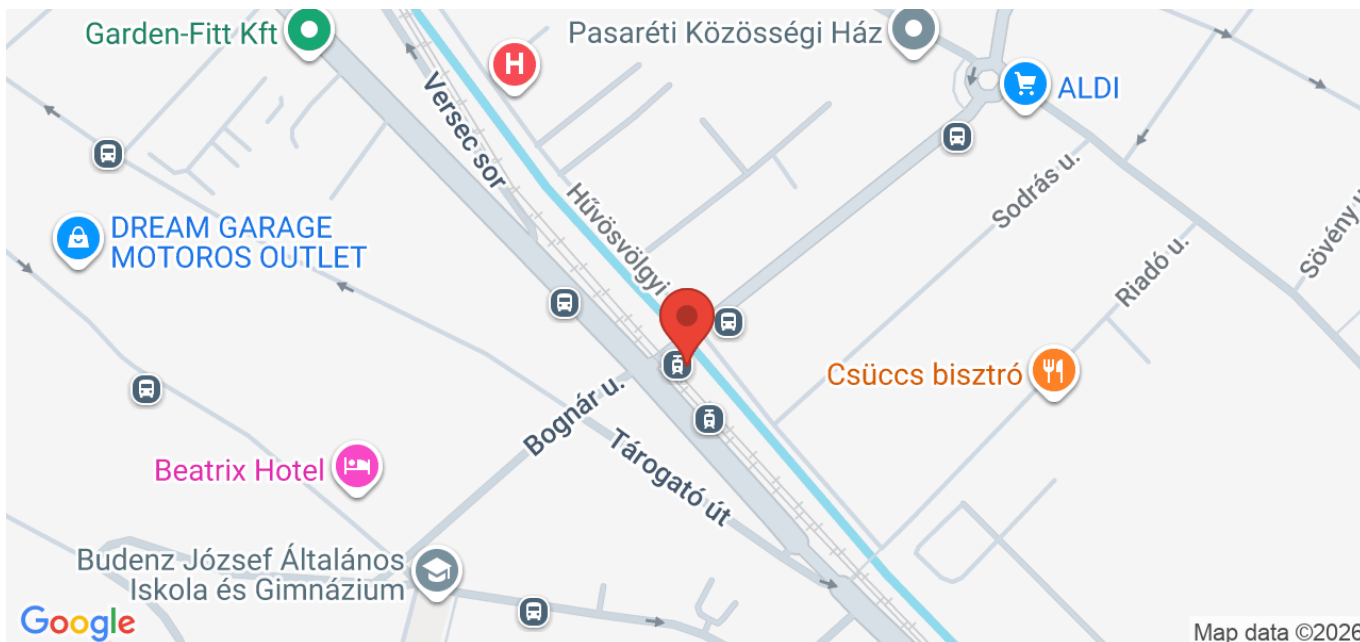 Garden-Fitt Kft
Pasaréti Közösségi Ház
H
ALDI
Versec sor
Sodrás u.
Hűvösvölgyi
Sövény u
DREAM GARAGE
MOTOROS OUTLET
Riadó u.
Csüccs bisztró
Bognár u.
Beatrix Hotel
Tárogató út
Budenz József Általános
Iskola és Gimnázium
Google
Map data ©2026